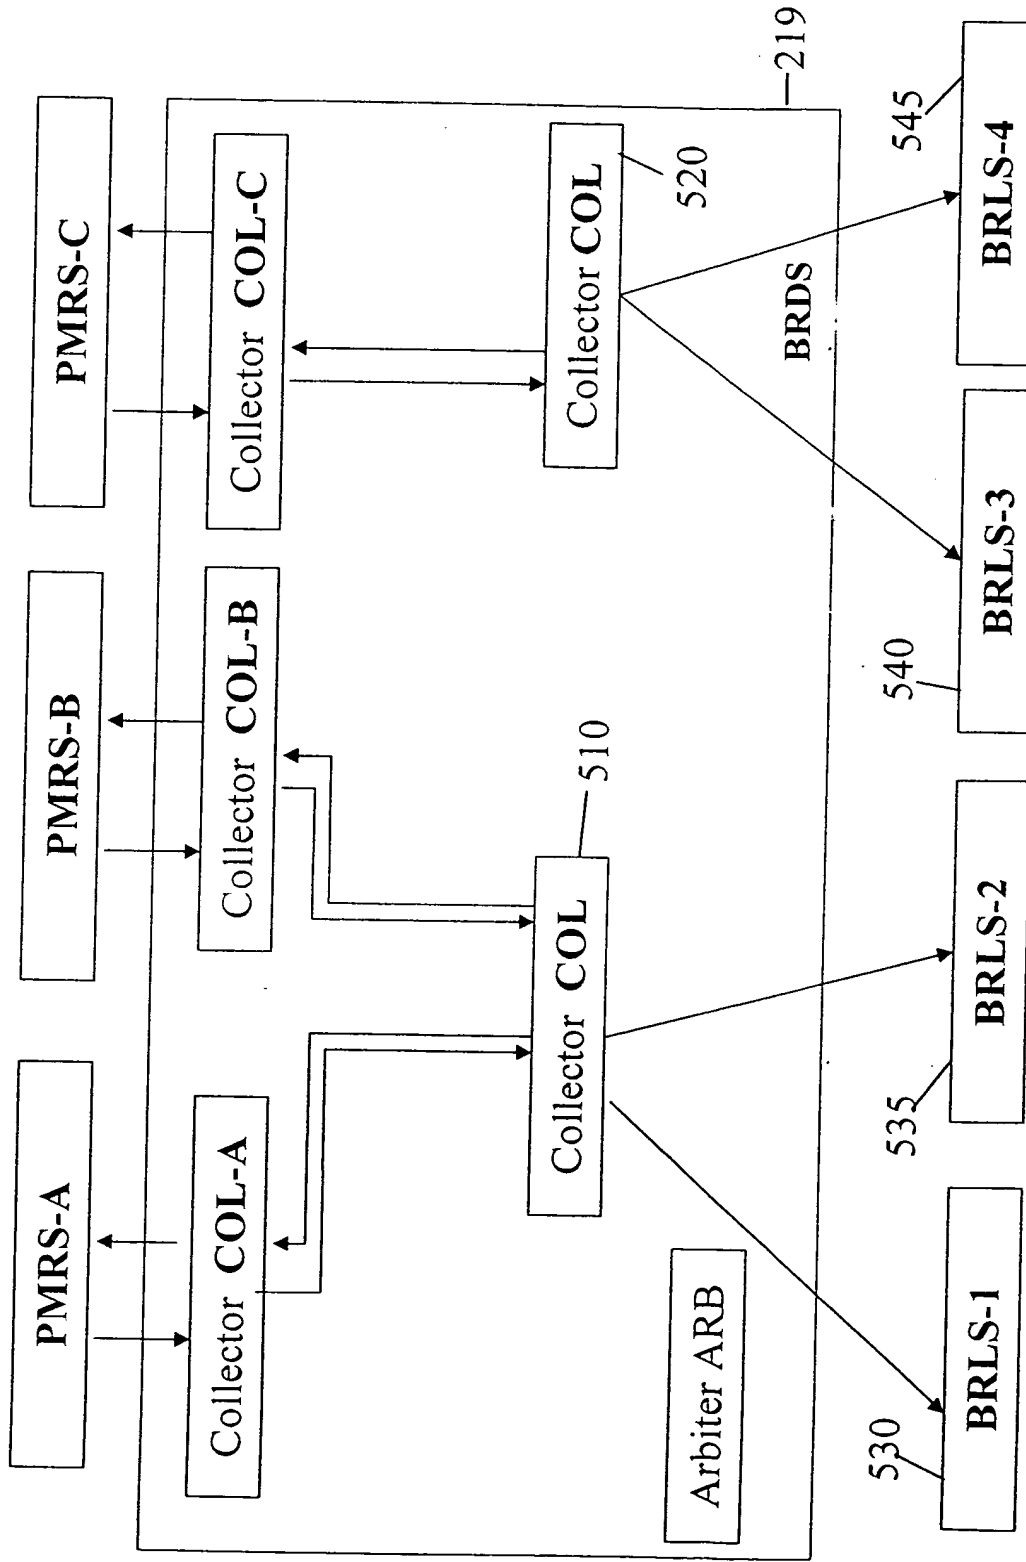 PMRS-A
PMRS-B
PMRS-C
Collector COL-A
Collector COL-B
Collector COL-C
Collector COL
510
Collector COL
520
Arbiter ARB
BRDS
219
530
535
540
545
BRLS-1
BRLS-2
BRLS-3
BRLS-4